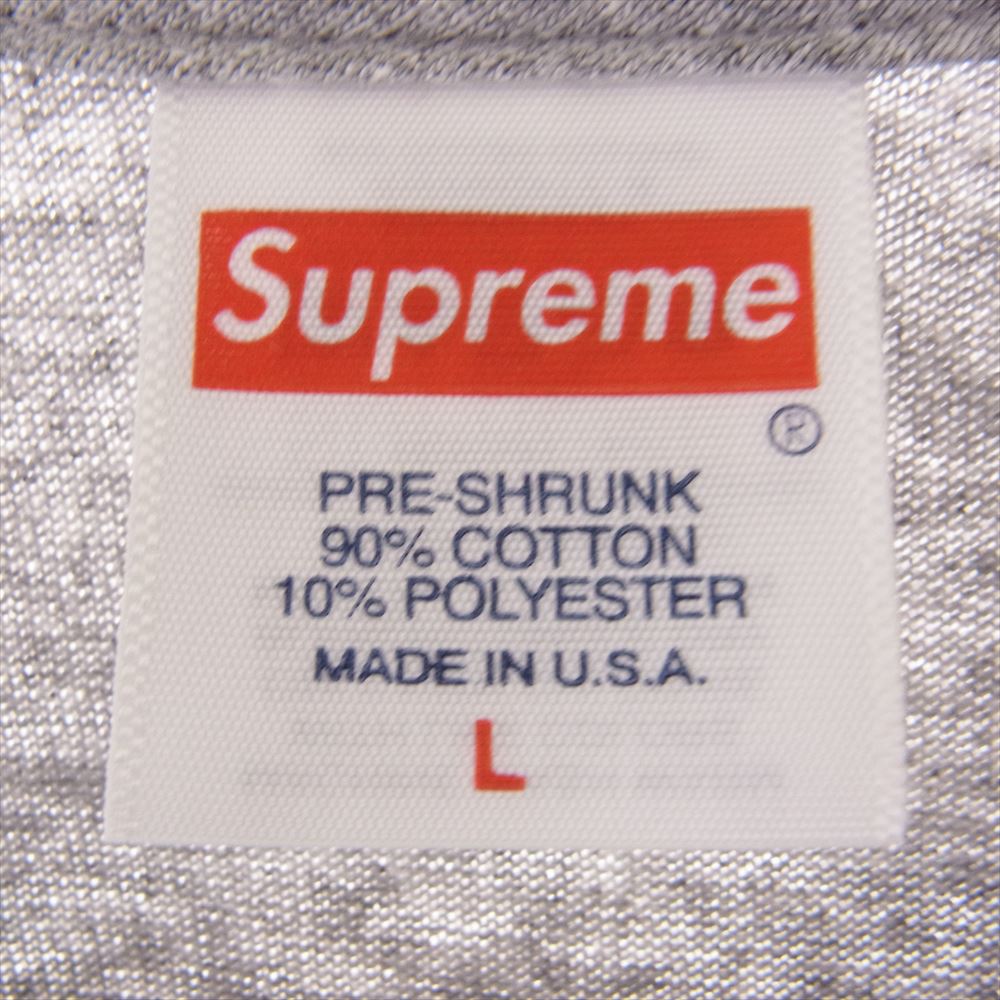 Supreme
®
PRE-SHRUNK
90% COTTON
10% POLYESTER
MADE IN U.S.A.
L